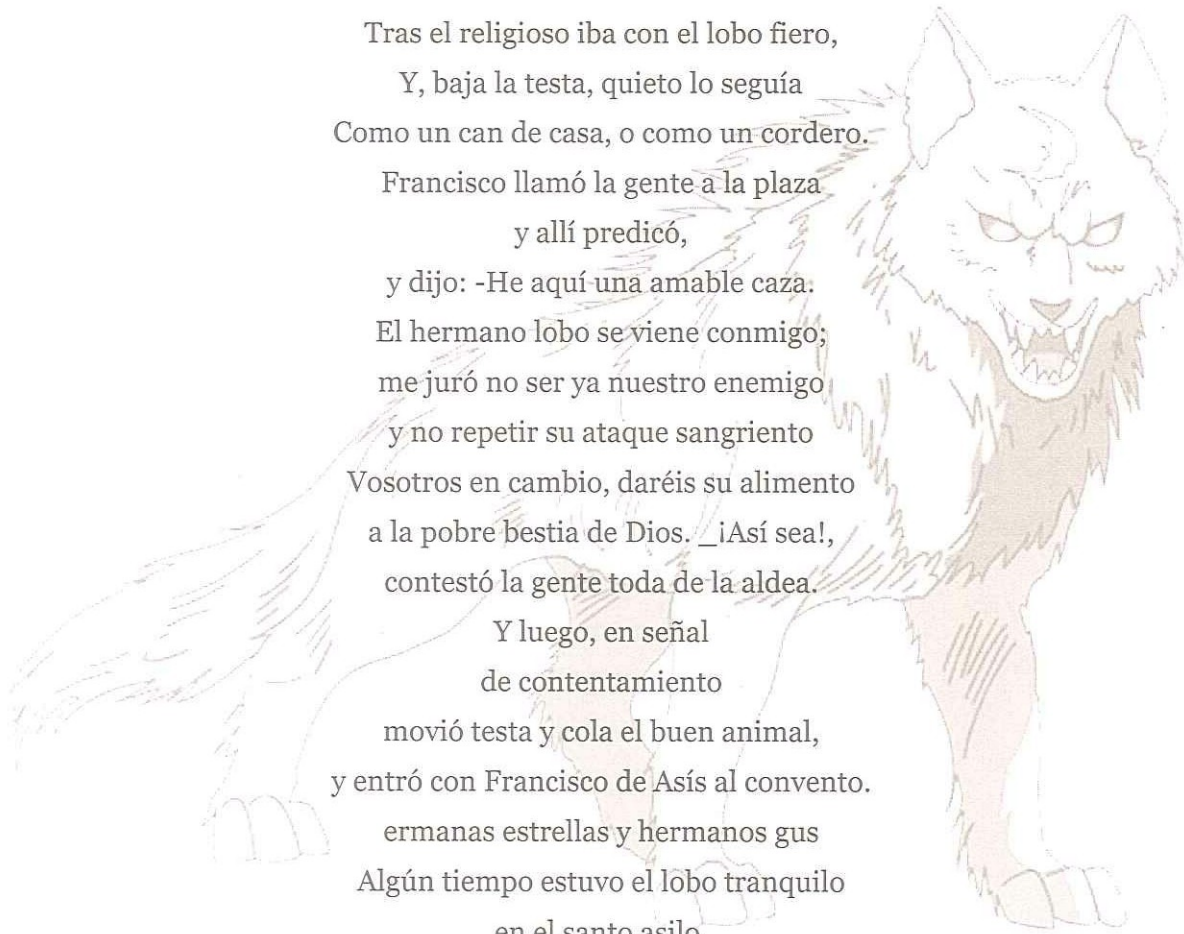 Tras el religioso iba con el lobo fiero,
Y, baja la testa, quieto lo seguía
Como un can de casa, o como un cordero.
Francisco llamó la gente a la plaza
y allí predicó,
y dijo: -He aquí una amable caza.
El hermano lobo se viene conmigo;
me juró no ser ya nuestro enemigo
y no repetir su ataque sangriento
Vosotros en cambio, daréis su alimento
a la pobre bestia de Dios. _¡Así sea!,
contestó la gente toda de la aldea.
Y luego, en señal
de contentamiento
movió testa y cola el buen animal,
y entró con Francisco de Asís al convento.
ermanas estrellas y hermanos gus
Algún tiempo estuvo el lobo tranquilo
en el santo asilo